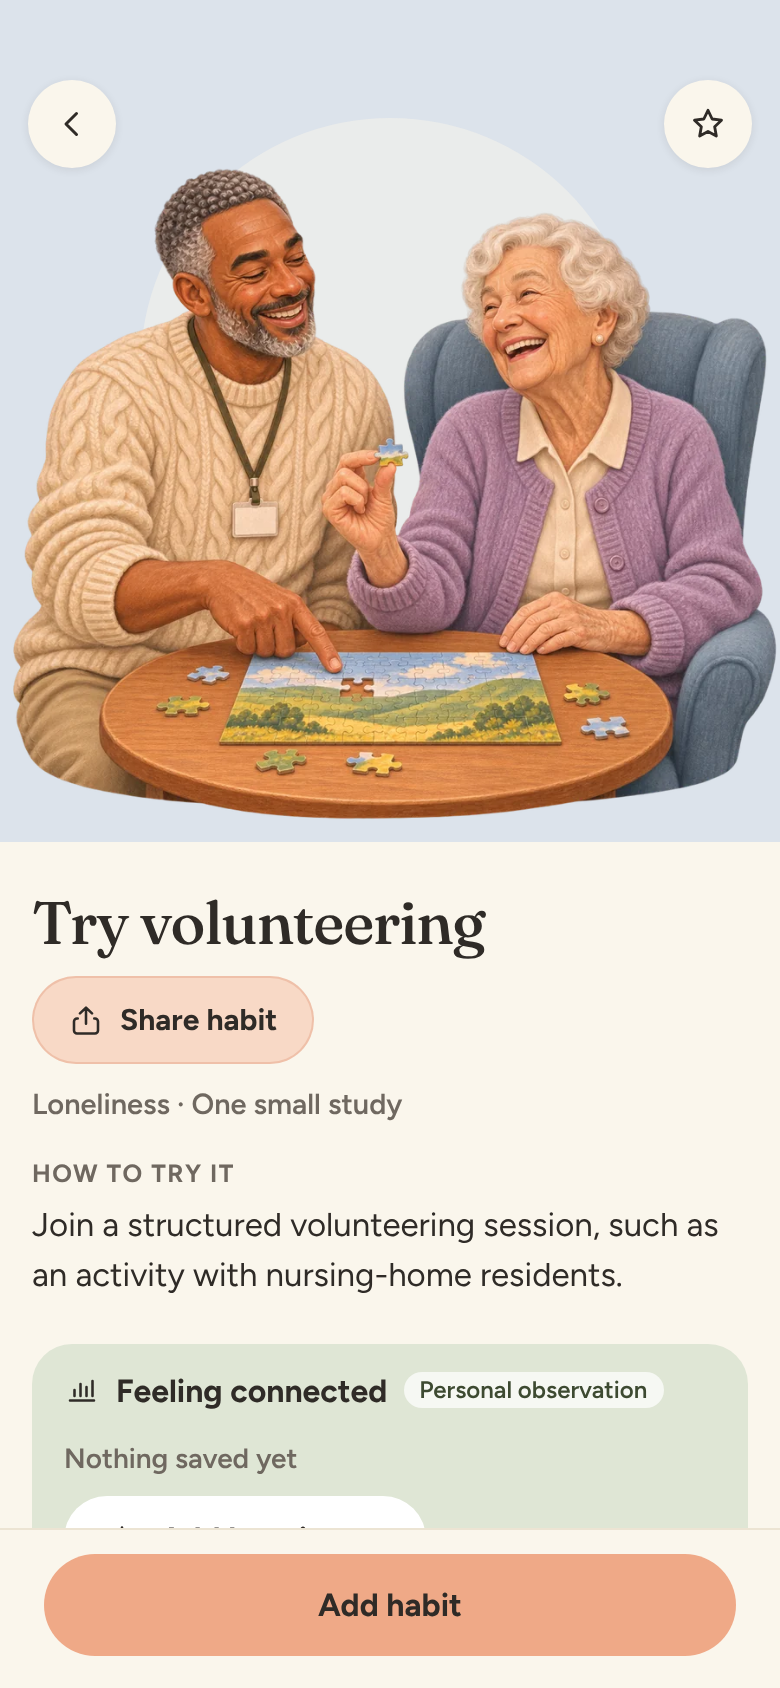 Try volunteering
Share habit
Loneliness · One small study
HOW TO TRY IT
Join a structured volunteering session, such as
an activity with nursing-home residents.
Feeling connected
Personal observation
Nothing saved yet
Add habit